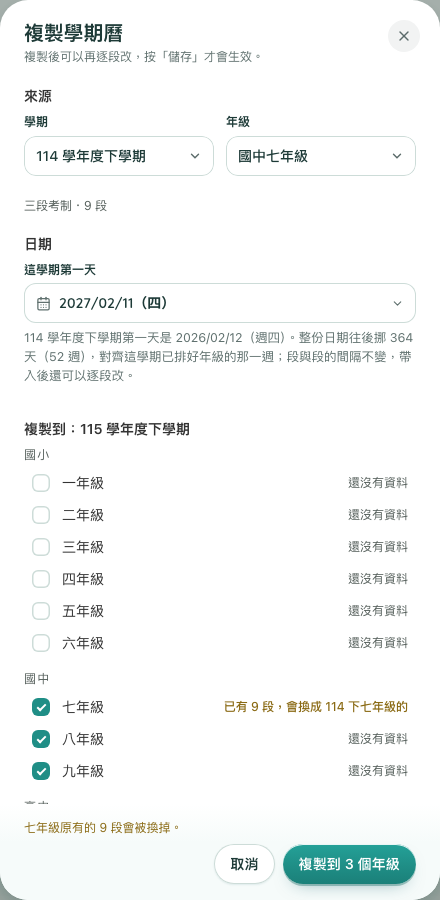 複製學期曆
複製後可以再逐段改，按「儲存」才會生效。
來源
學期
年級
114 學年度下學期
國中七年級
三段考制 · 9 段
日期
這學期第一天
2027/02/11（四）
114 學年度下學期第一天是 2026/02/12（週四）。整份日期往後挪 364
天（52 週），對齊這學期已排好年級的那一週；段與段的間隔不變，帶
入後還可以逐段改。
複製到：115 學年度下學期
國小
一年級 還沒有資料
二年級 還沒有資料
三年級 還沒有資料
四年級 還沒有資料
五年級 還沒有資料
六年級 還沒有資料
國中
七年級 已有 9 段，會換成 114 下七年級的
八年級 還沒有資料
九年級 還沒有資料
七年級原有的 9 段會被換掉。
取消
複製到 3 個年級